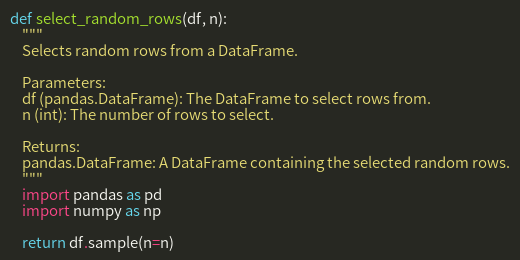 def select_random_rows(df, n):
    """
    Selects random rows from a DataFrame.

    Parameters:
    df (pandas.DataFrame): The DataFrame to select rows from.
    n (int): The number of rows to select.

    Returns:
    pandas.DataFrame: A DataFrame containing the selected random rows.
    """
    import pandas as pd
    import numpy as np

    return df.sample(n=n)